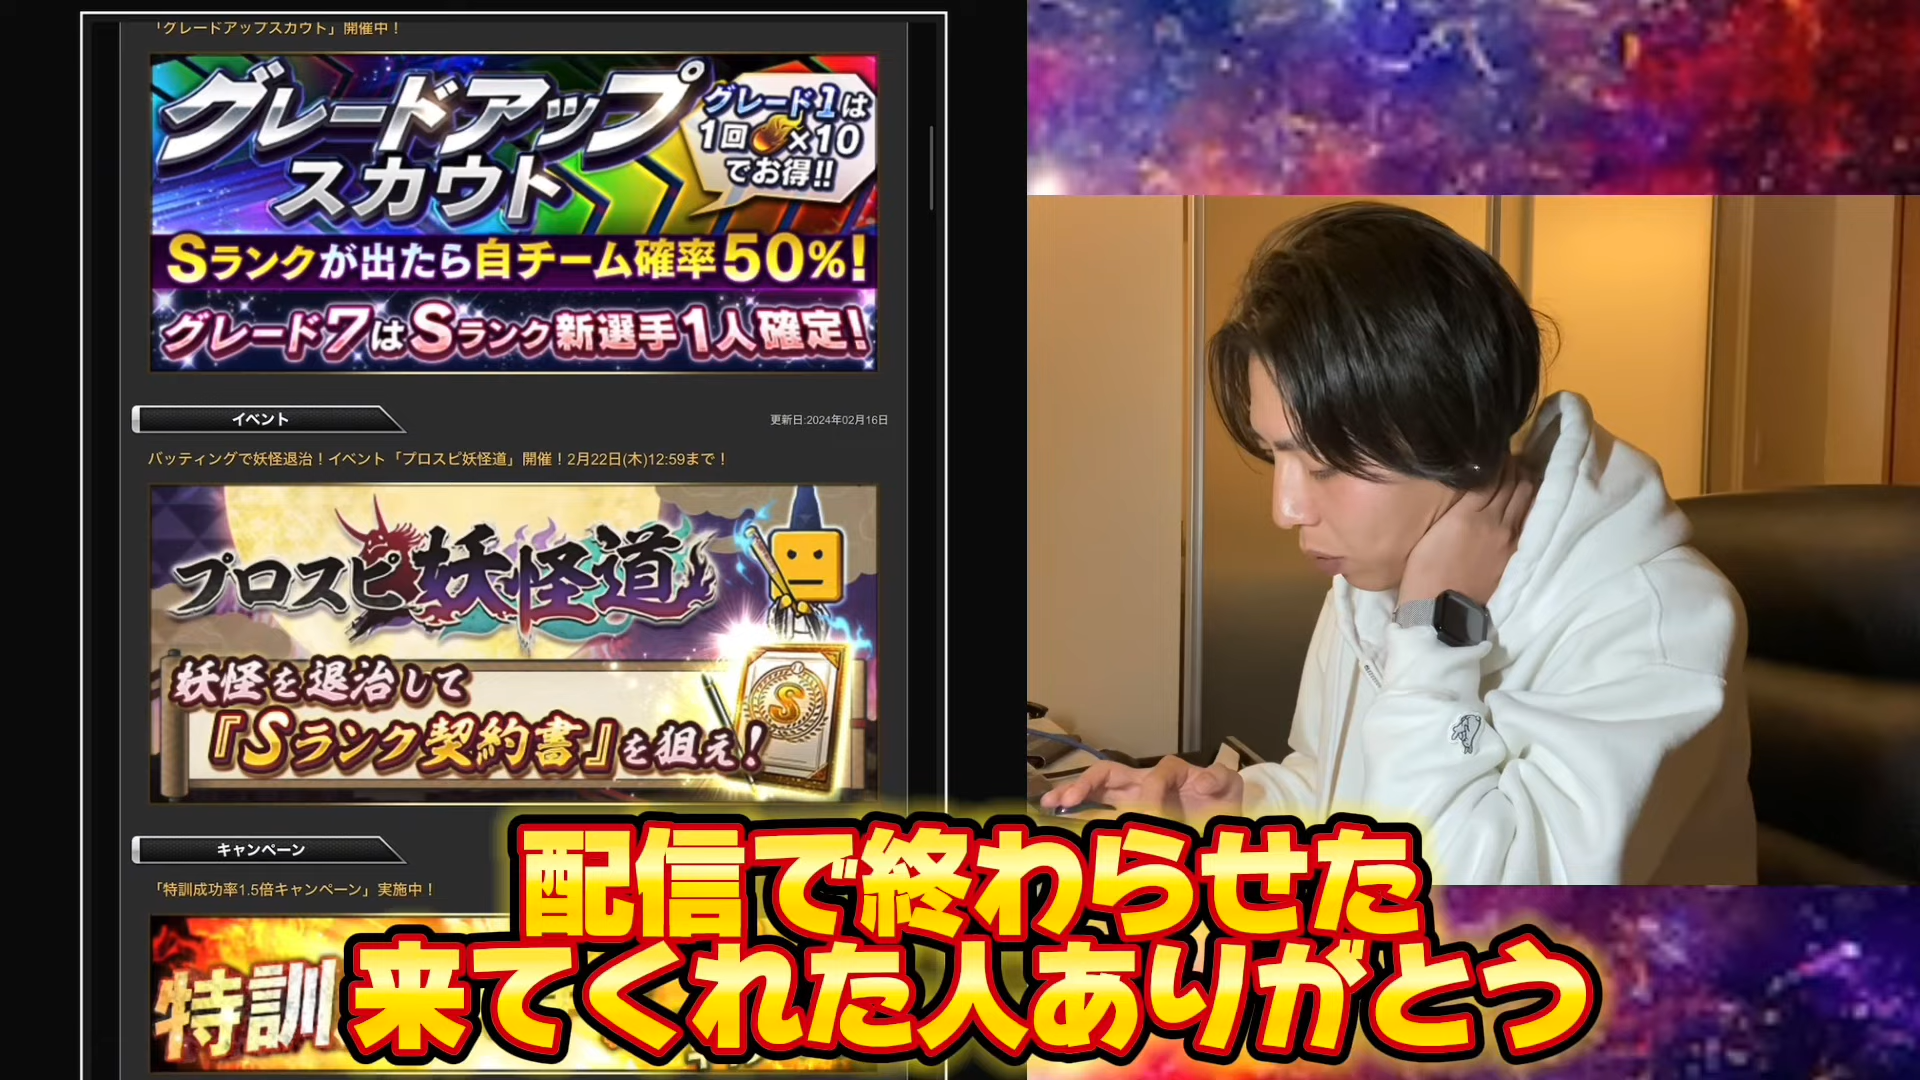 「グレードアップスカウト」開催中！
グレードアップ
スカウト
グレード1は
1回 ×10
でお得!!
Sランクが出たら自チーム確率50%!
グレード7はSランク新選手1人確定!
イベント
更新日:2024年02月16日
バッティングで妖怪退治！イベント「プロスピ妖怪道」開催！2月22日(木)12:59まで！
プロスピ妖怪道
妖怪を退治して
『Sランク契約書』を狙え!
S
キャンペーン
「特訓成功率1.5倍キャンペーン」実施中！
特訓
配信で終わらせた
来てくれた人ありがとう